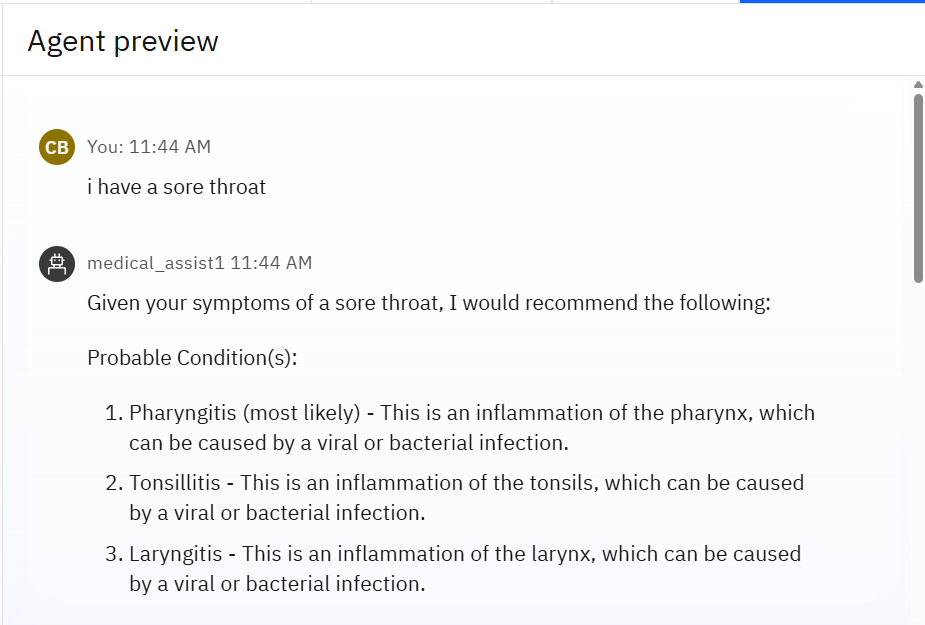 Agent preview
CB
You: 11:44 AM
i have a sore throat
medical_assist1 11:44 AM
Given your symptoms of a sore throat, I would recommend the following:
Probable Condition(s):
1. Pharyngitis (most likely) - This is an inflammation of the pharynx, which
can be caused by a viral or bacterial infection.
2. Tonsillitis - This is an inflammation of the tonsils, which can be caused
by a viral or bacterial infection.
3. Laryngitis - This is an inflammation of the larynx, which can be caused
by a viral or bacterial infection.